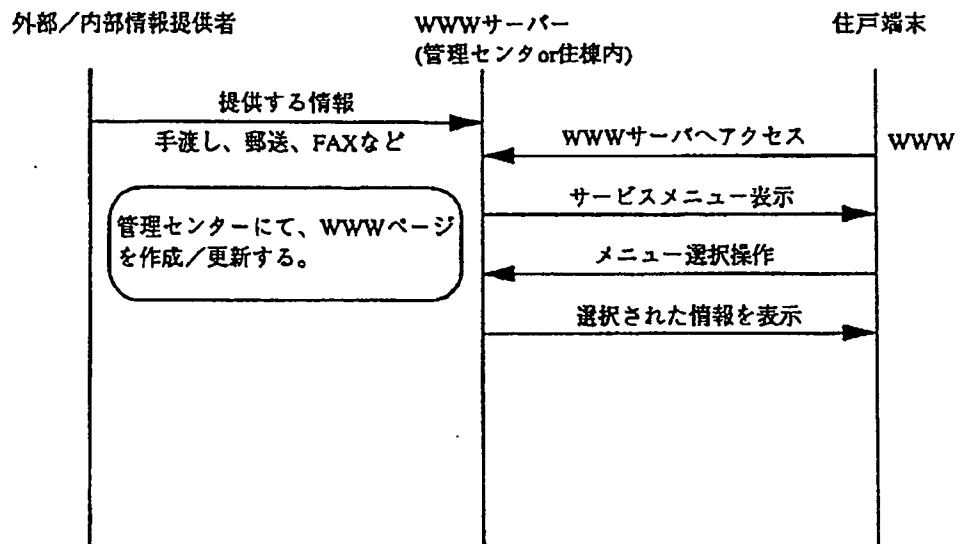 外部／内部情報提供者
WWWサーバー
(管理センタor住棟内)
住戸端末
提供する情報
手渡し、郵送、FAXなど
WWWサーバへアクセス
WWW
サービスメニュー表示
管理センターにて、WWWページ
を作成／更新する。
メニュー選択操作
選択された情報を表示